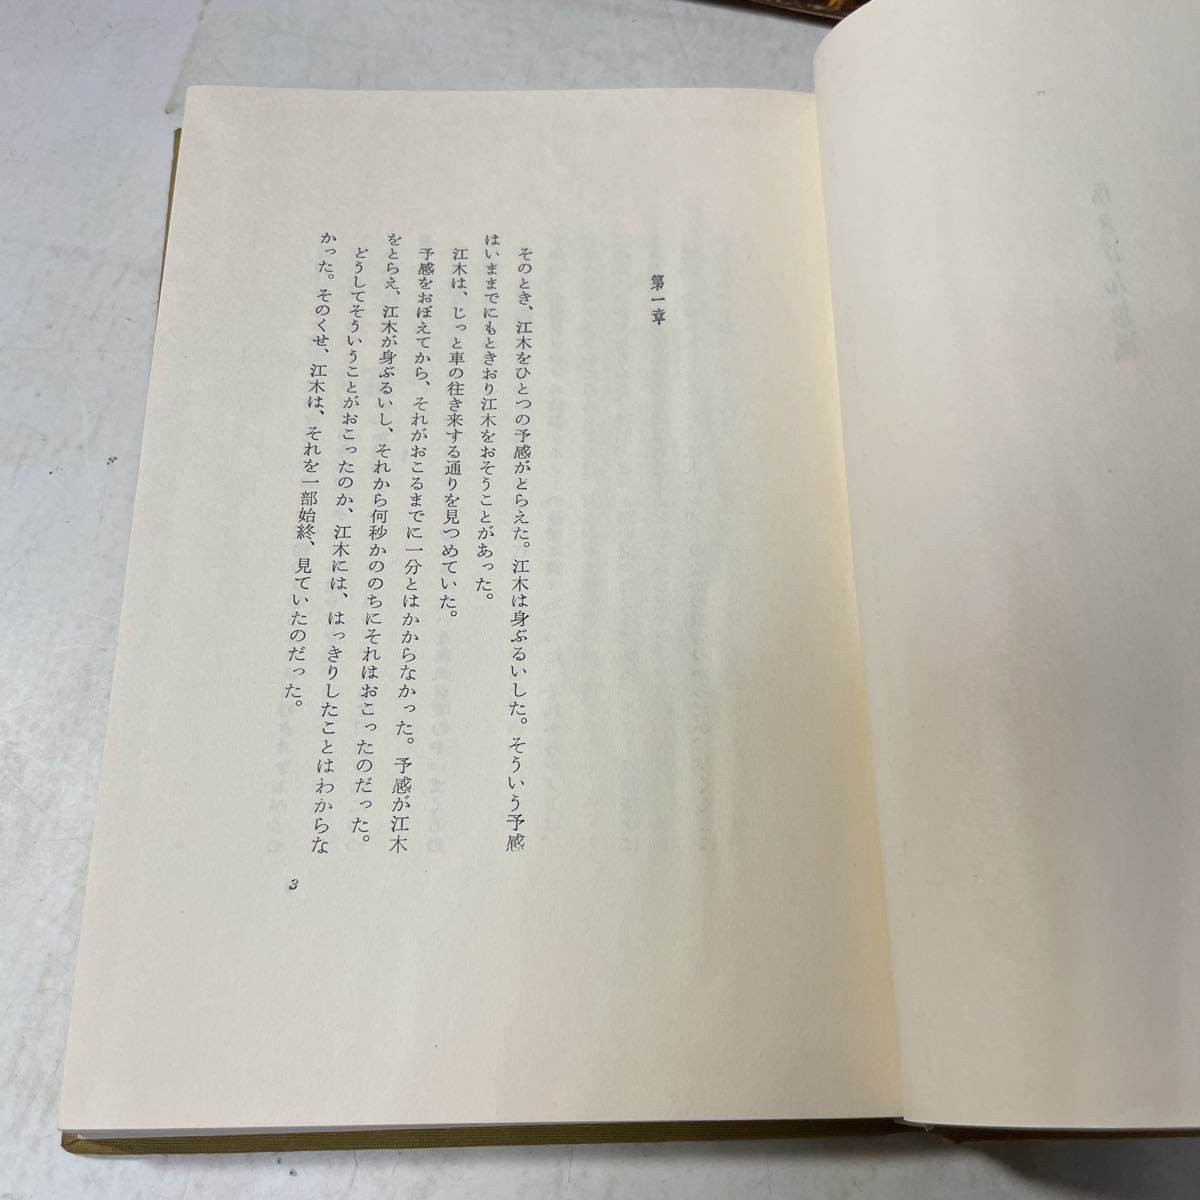 第一章
そのとき、江木をひとつの予感がとらえた。江木は身ぶるいした。そういう予感
はいままでにもときおり江木をおそうことがあった。
江木は、じっと車の往き来する通りを見つめていた。
予感をおぼえてから、それがおこるまでに一分とはかからなかった。予感が江木
をとらえ、江木が身ぶるいし、それから何秒かののちにそれはおこったのだった。
どうしてそういうことがおこったのか、江木には、はっきりしたことはわからな
かった。そのくせ、江木は、それを一部始終、見ていたのだった。
3